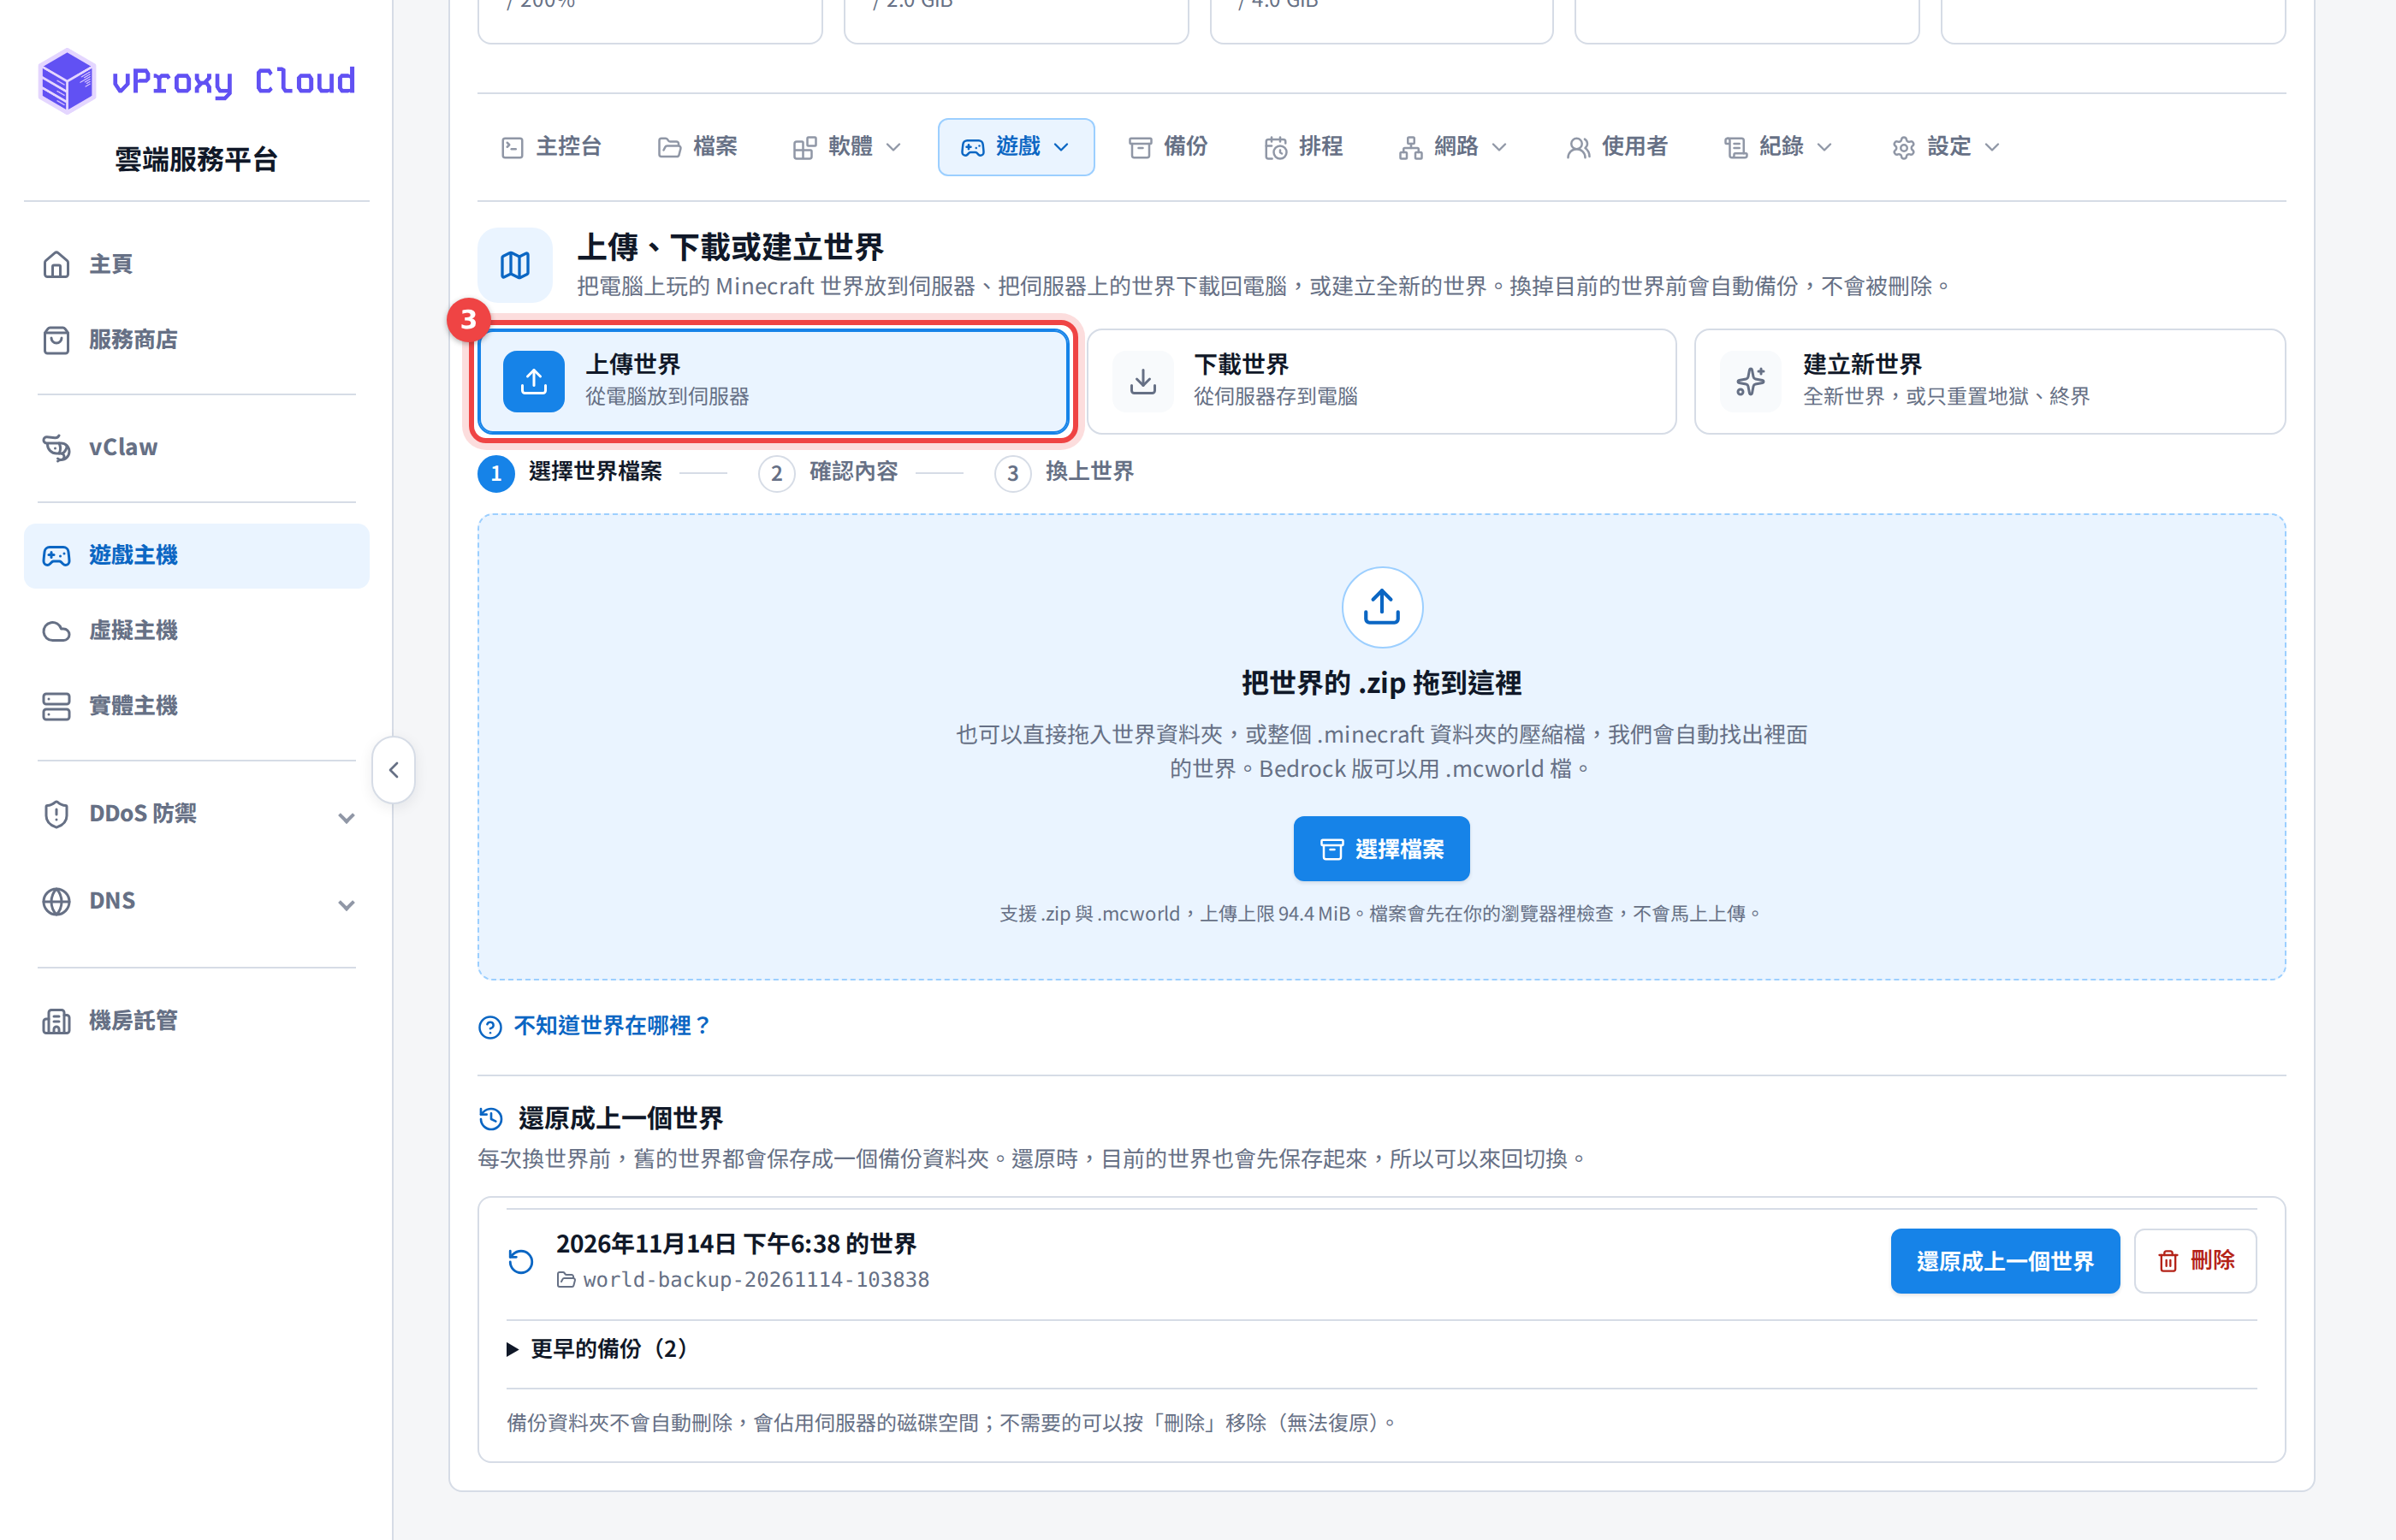 / 200%
/ 2.0 GiB
/ 4.0 GiB
vProxy Cloud
雲端服務平台
主頁
服務商店
vClaw
遊戲主機
虛擬主機
實體主機
DDoS 防禦
DNS
機房託管
主控台
檔案
軟體
遊戲
備份
排程
網路
使用者
紀錄
設定
上傳、下載或建立世界
把電腦上玩的 Minecraft 世界放到伺服器、把伺服器上的世界下載回電腦，或建立全新的世界。換掉目前的世界前會自動備份，不會被刪除。
3
上傳世界
從電腦放到伺服器
下載世界
從伺服器存到電腦
建立新世界
全新世界，或只重置地獄、終界
1 選擇世界檔案
2 確認內容
3 換上世界
把世界的 .zip 拖到這裡
也可以直接拖入世界資料夾，或整個 .minecraft 資料夾的壓縮檔，我們會自動找出裡面
的世界。Bedrock 版可以用 .mcworld 檔。
選擇檔案
支援 .zip 與 .mcworld，上傳上限 94.4 MiB。檔案會先在你的瀏覽器裡檢查，不會馬上上傳。
不知道世界在哪裡？
還原成上一個世界
每次換世界前，舊的世界都會保存成一個備份資料夾。還原時，目前的世界也會先保存起來，所以可以來回切換。
2026年11月14日 下午6:38 的世界
world-backup-20261114-103838
還原成上一個世界
刪除
更早的備份（2）
備份資料夾不會自動刪除，會佔用伺服器的磁碟空間；不需要的可以按「刪除」移除（無法復原）。